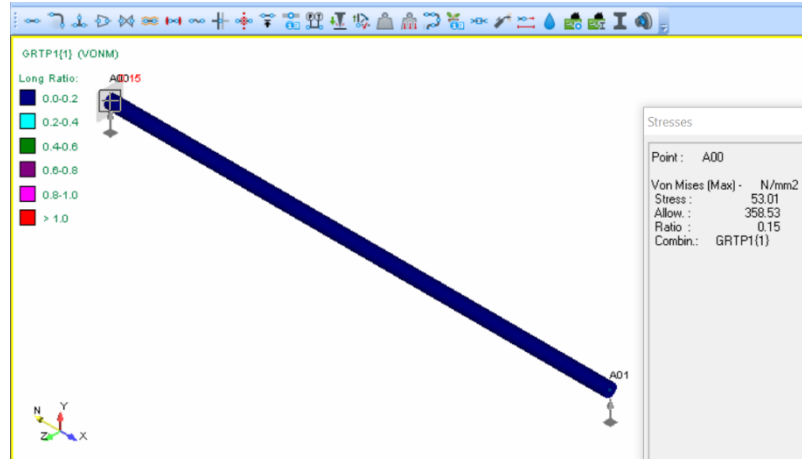 GRTP1{1} (VONM)
Long Ratio:
0.0-0.2
0.2-0.4
0.4-0.6
0.6-0.8
0.8-1.0
> 1.0
A00
A01
N
Y
Z
X
Stresses
Point : A00
Von Mises (Max) - N/mm2
Stress : 53.01
Allow. : 358.53
Ratio : 0.15
Combin.: GRTP1{1}